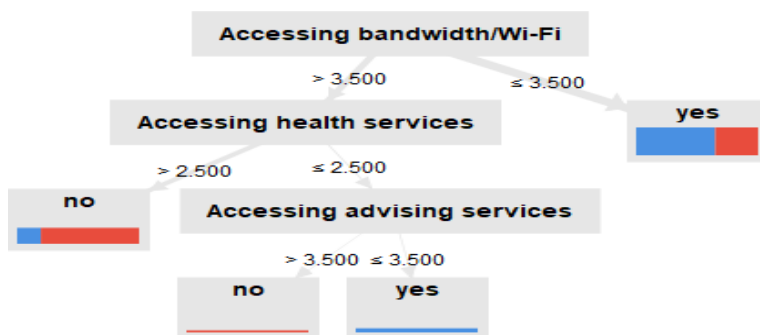 Accessing bandwidth/Wi-Fi
> 3.500
≤ 3.500
Accessing health services
yes
> 2.500
≤ 2.500
no
Accessing advising services
> 3.500 ≤ 3.500
no
yes